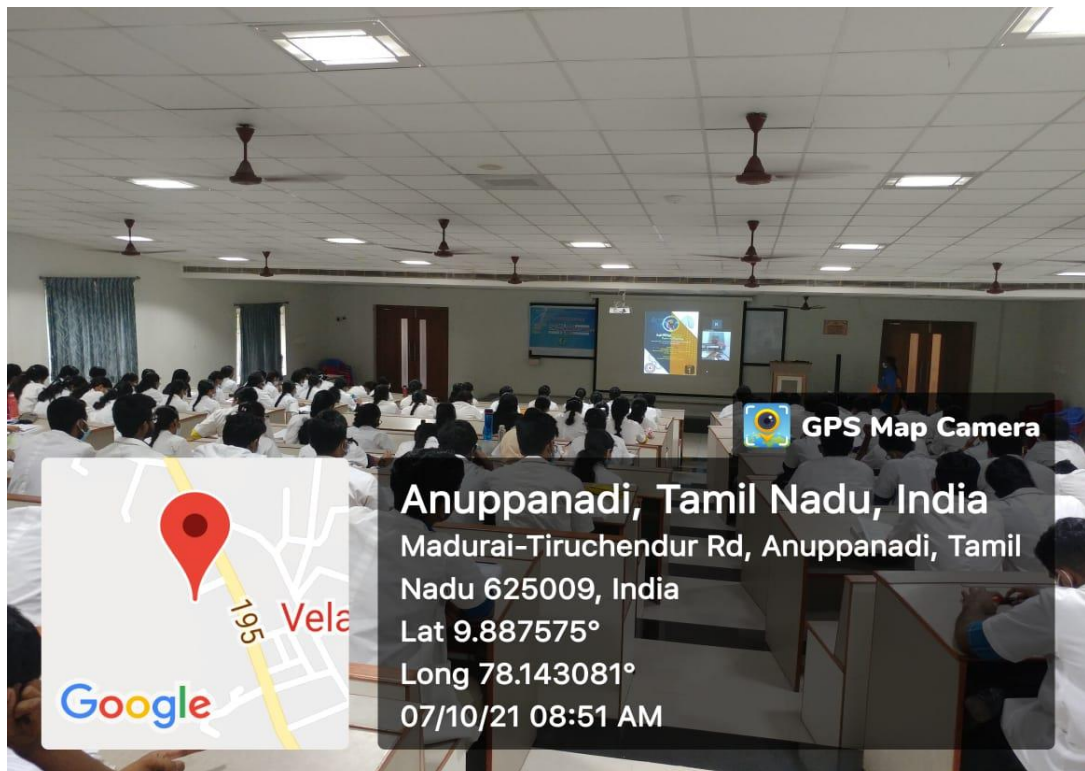 GPS Map Camera
Anuppanadi, Tamil Nadu, India
Madurai-Tiruchendur Rd, Anuppanadi, Tamil
Nadu 625009, India
Lat 9.887575°
Long 78.143081°
07/10/21 08:51 AM
195
Vela
Google